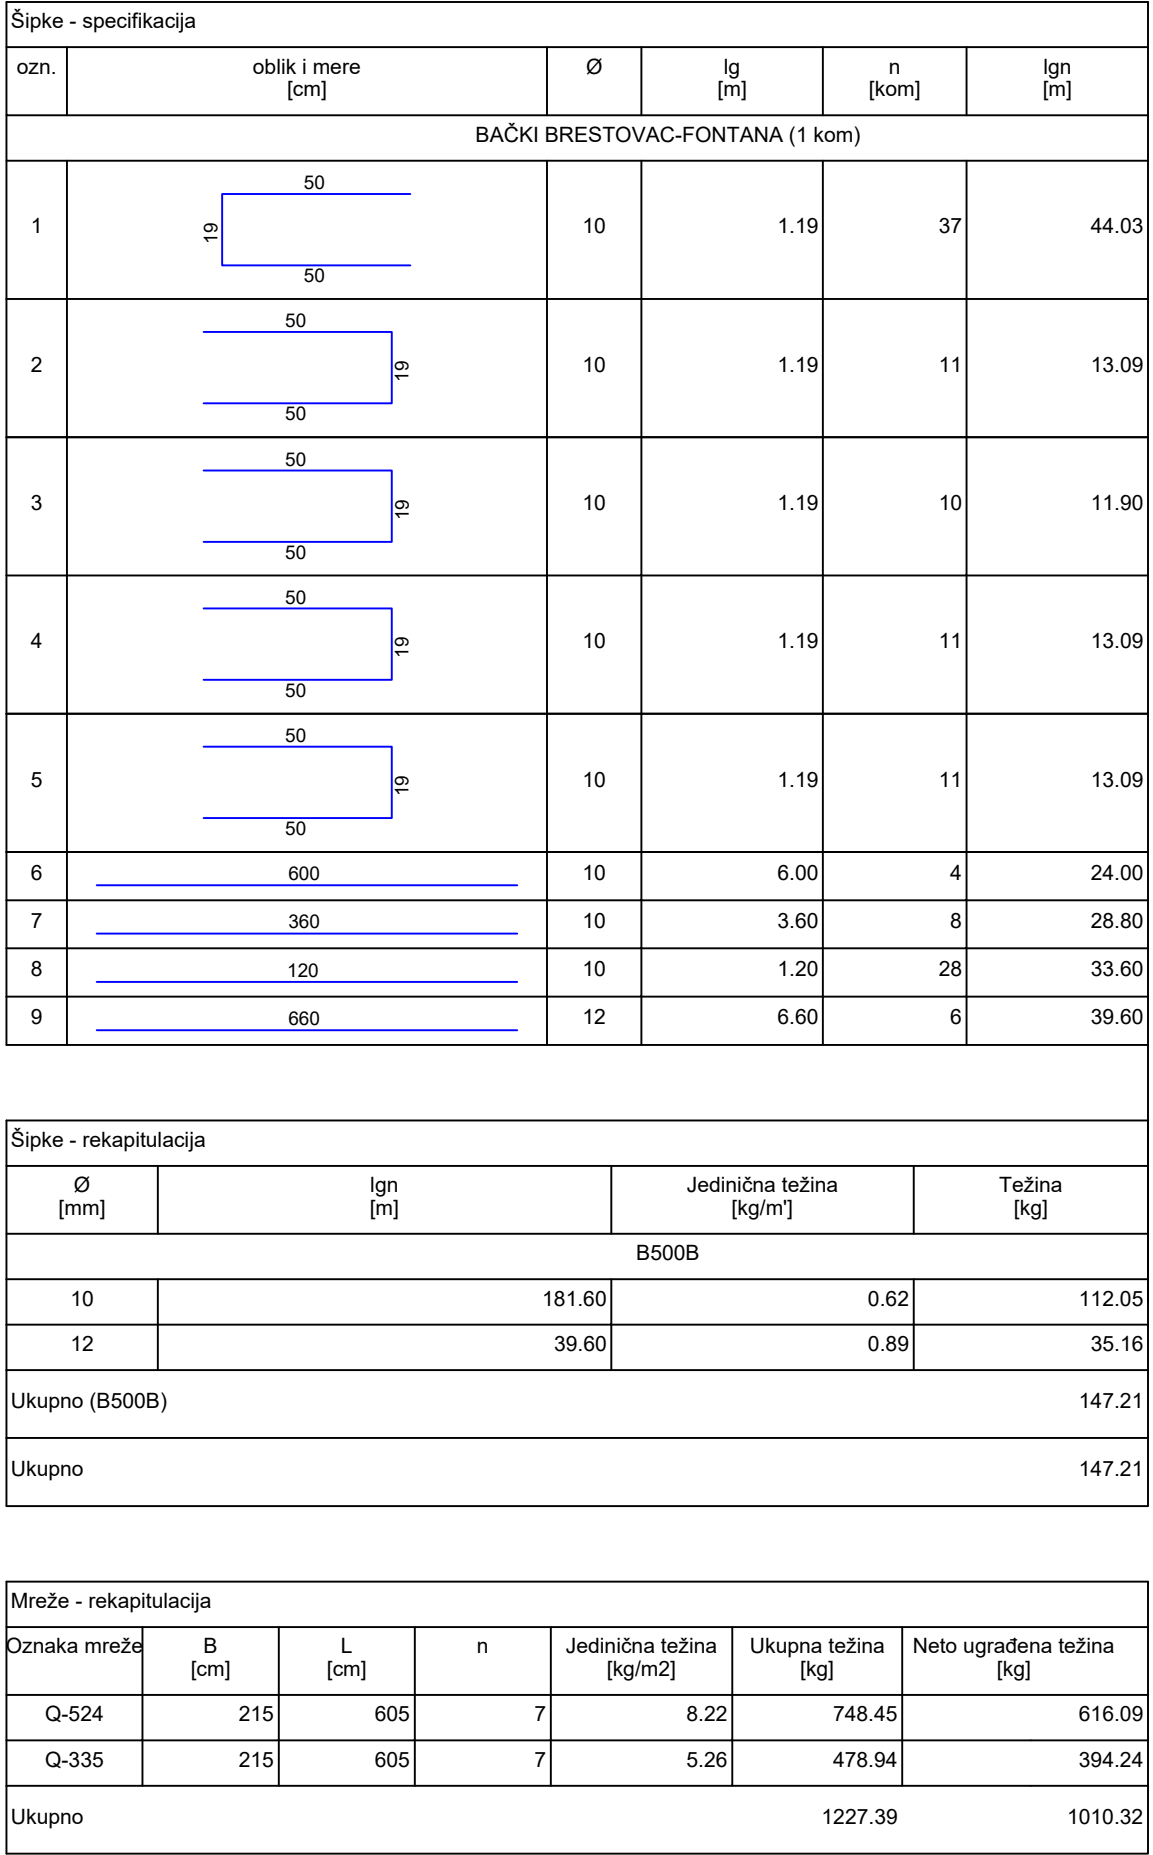 Šipke - specifikacija
ozn. oblik i mere [cm] Ø lg [m] n [kom] lgn [m]
BAČKI BRESTOVAC-FONTANA (1 kom)
50
1 19 10 1.19 37 44.03
50
50
2 19 10 1.19 11 13.09
50
50
3 19 10 1.19 10 11.90
50
50
4 19 10 1.19 11 13.09
50
50
5 19 10 1.19 11 13.09
50
6 600 10 6.00 4 24.00
7 360 10 3.60 8 28.80
8 120 10 1.20 28 33.60
9 660 12 6.60 6 39.60
Šipke - rekapitulacija
Ø [mm] lgn [m] Jedinična težina [kg/m'] Težina [kg]
B500B
10 181.60 0.62 112.05
12 39.60 0.89 35.16
Ukupno (B500B) 147.21
Ukupno 147.21
Mreže - rekapitulacija
Oznaka mreže B [cm] L [cm] n Jedinična težina [kg/m2] Ukupna težina [kg] Neto ugrađena težina [kg]
Q-524 215 605 7 8.22 748.45 616.09
Q-335 215 605 7 5.26 478.94 394.24
Ukupno 1227.39 1010.32